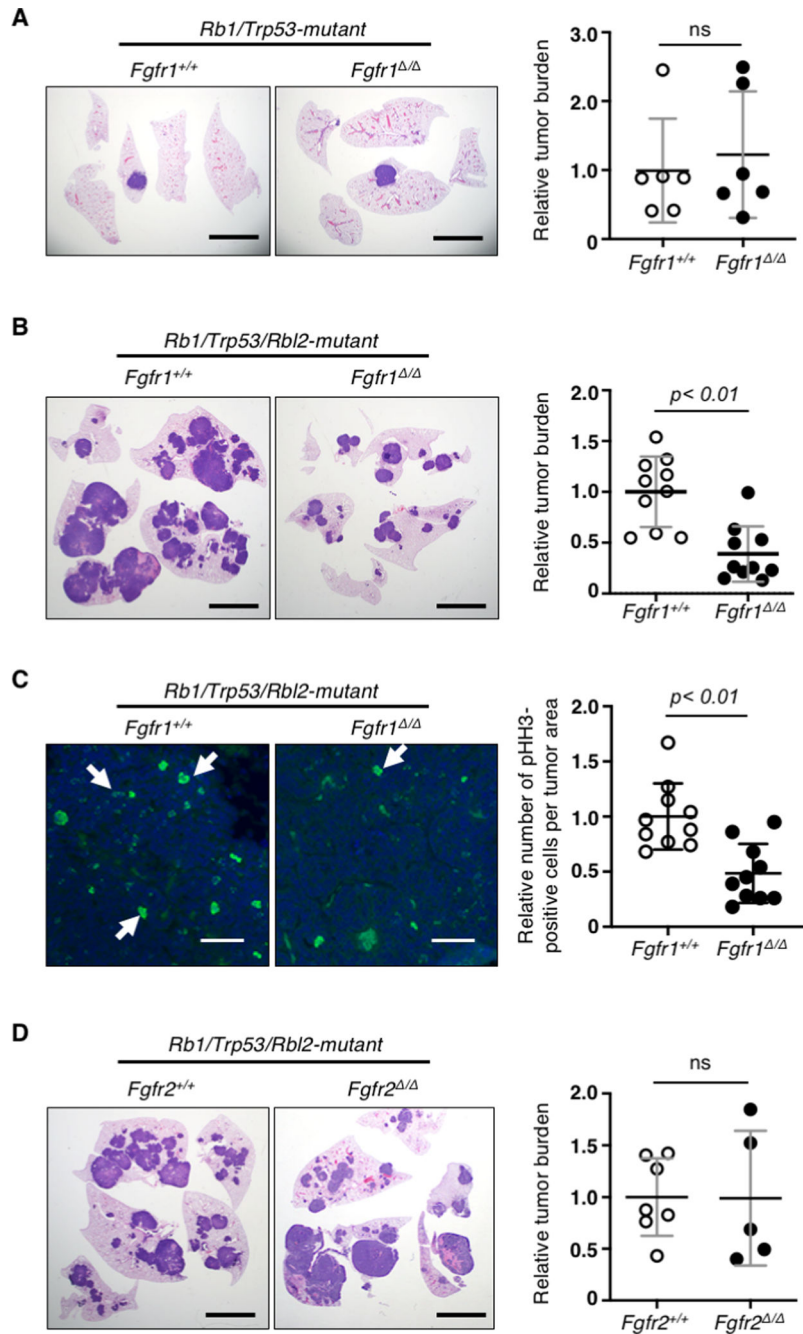 A
Rb1/Trp53-mutant
Fgfr1+/+
Fgfr1Δ/Δ
Relative tumor burden
3.0
2.0
1.0
0
ns
Fgfr1+/+
Fgfr1Δ/Δ
B
Rb1/Trp53/Rbl2-mutant
Fgfr1+/+
Fgfr1Δ/Δ
Relative tumor burden
2.0
1.5
1.0
0.5
0
p< 0.01
Fgfr1+/+
Fgfr1Δ/Δ
C
Rb1/Trp53/Rbl2-mutant
Fgfr1+/+
Fgfr1Δ/Δ
Relative number of pHH3-
positive cells per tumor area
2.0
1.5
1.0
0.5
0
p< 0.01
Fgfr1+/+
Fgfr1Δ/Δ
D
Rb1/Trp53/Rbl2-mutant
Fgfr2+/+
Fgfr2Δ/Δ
Relative tumor burden
2.0
1.5
1.0
0.5
0
ns
Fgfr2+/+
Fgfr2Δ/Δ